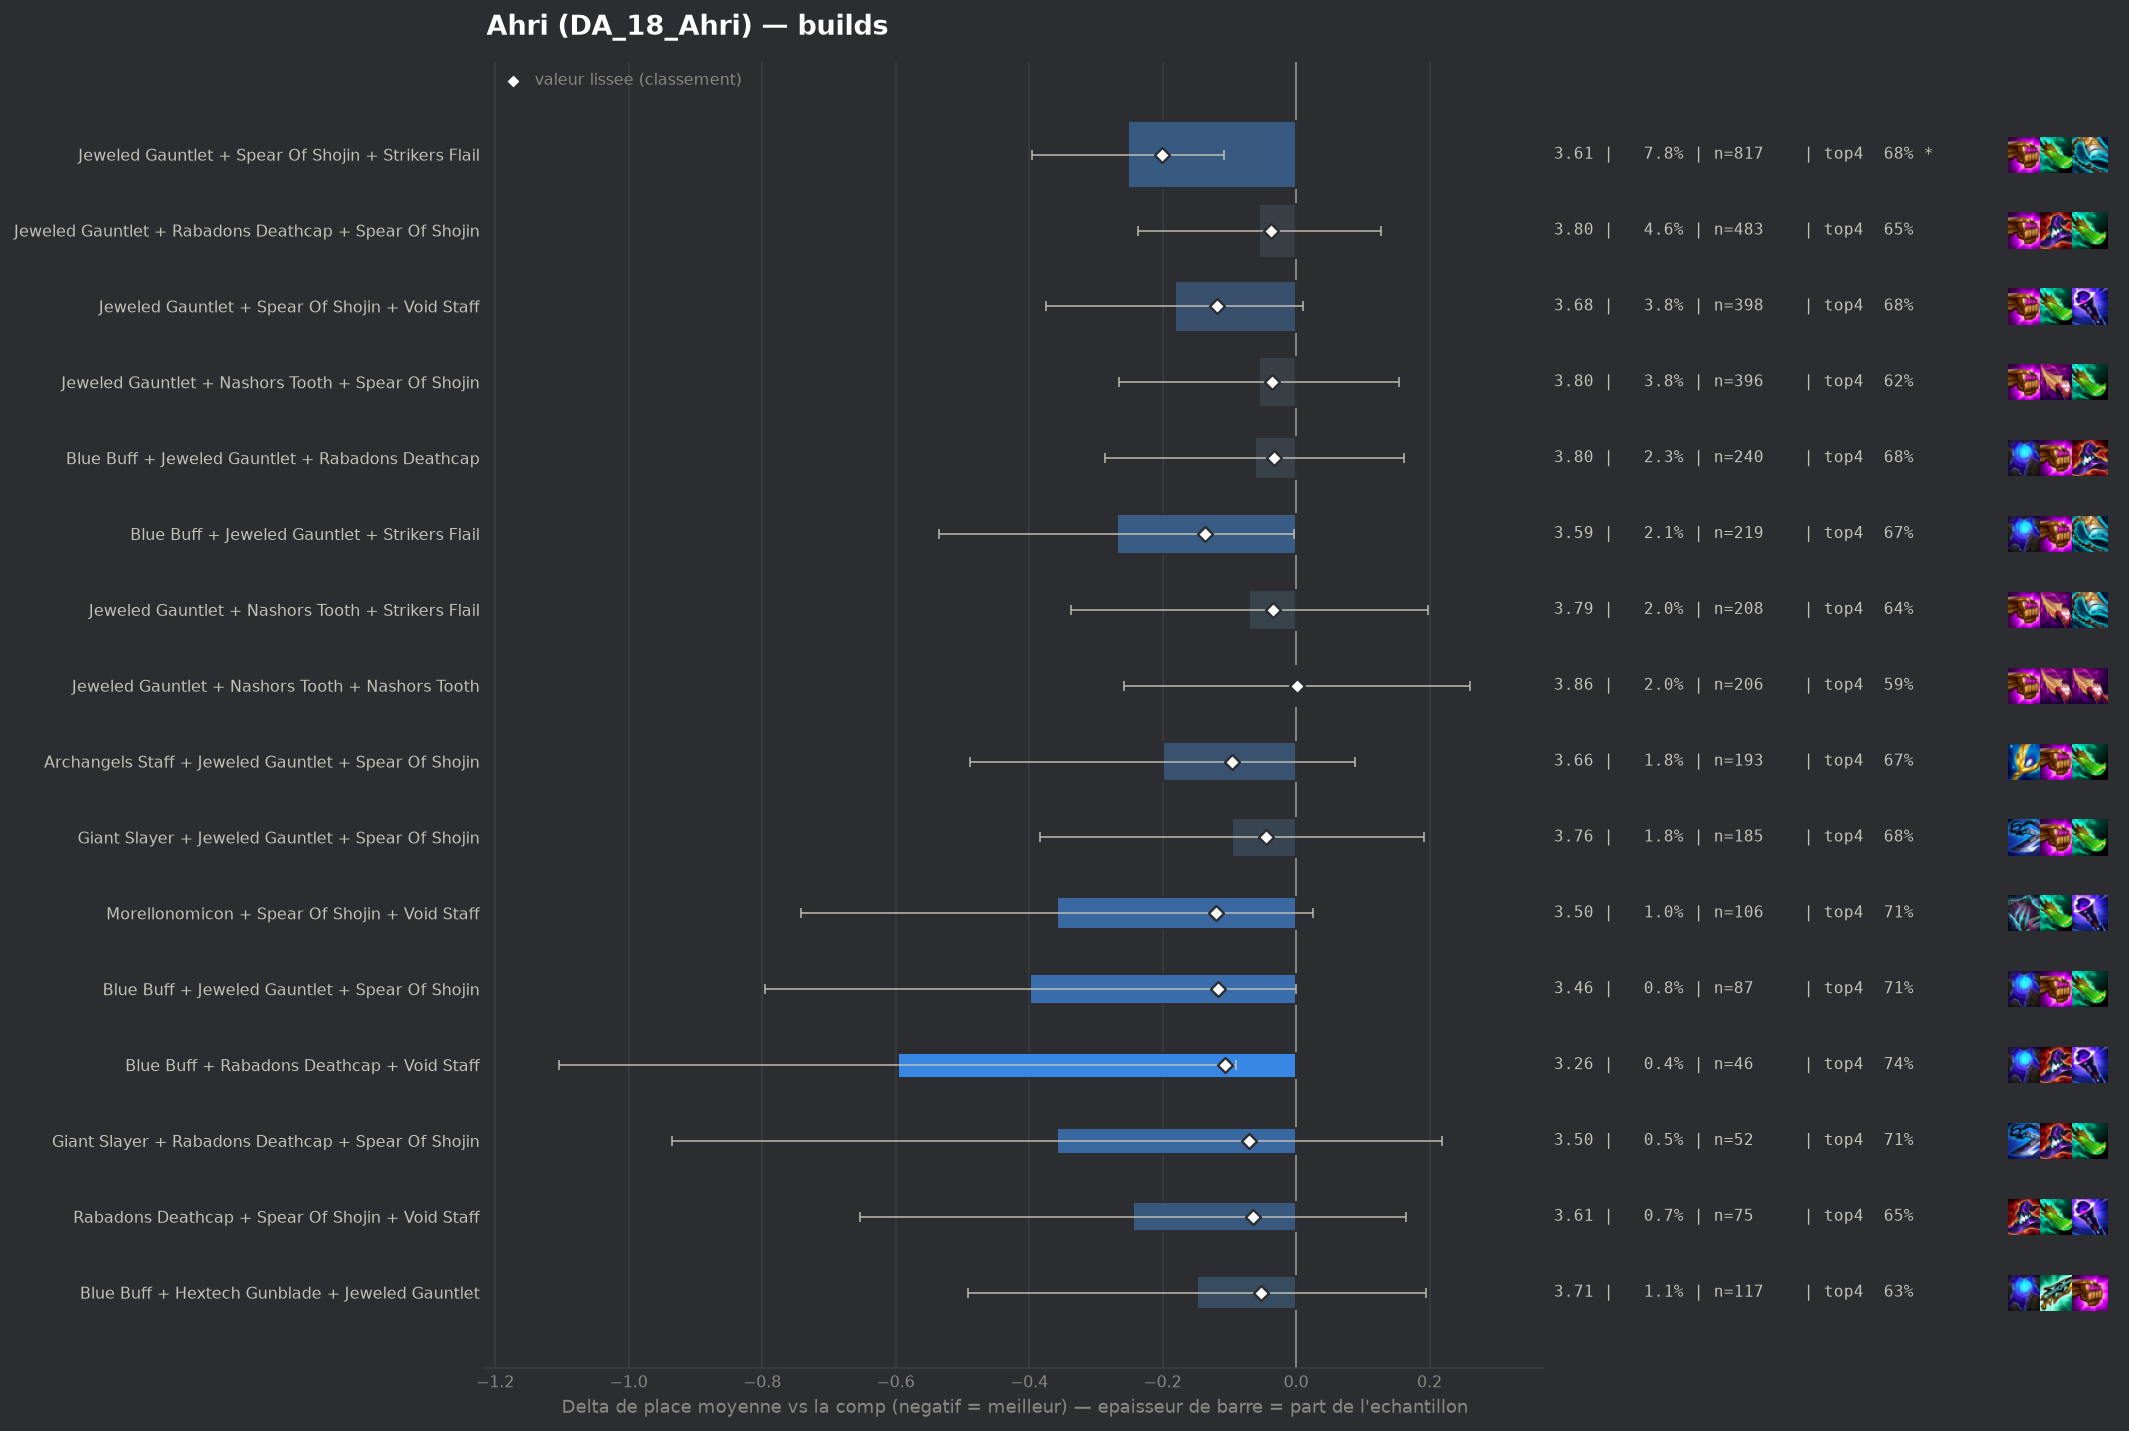 Ahri (DA_18_Ahri) — builds
valeur lissee (classement)
Jeweled Gauntlet + Spear Of Shojin + Strikers Flail 3.61 | 7.8% | n=817 | top4 68% *
Jeweled Gauntlet + Rabadons Deathcap + Spear Of Shojin 3.80 | 4.6% | n=483 | top4 65%
Jeweled Gauntlet + Spear Of Shojin + Void Staff 3.68 | 3.8% | n=398 | top4 68%
Jeweled Gauntlet + Nashors Tooth + Spear Of Shojin 3.80 | 3.8% | n=396 | top4 62%
Blue Buff + Jeweled Gauntlet + Rabadons Deathcap 3.80 | 2.3% | n=240 | top4 68%
Blue Buff + Jeweled Gauntlet + Strikers Flail 3.59 | 2.1% | n=219 | top4 67%
Jeweled Gauntlet + Nashors Tooth + Strikers Flail 3.79 | 2.0% | n=208 | top4 64%
Jeweled Gauntlet + Nashors Tooth + Nashors Tooth 3.86 | 2.0% | n=206 | top4 59%
Archangels Staff + Jeweled Gauntlet + Spear Of Shojin 3.66 | 1.8% | n=193 | top4 67%
Giant Slayer + Jeweled Gauntlet + Spear Of Shojin 3.76 | 1.8% | n=185 | top4 68%
Morellonomicon + Spear Of Shojin + Void Staff 3.50 | 1.0% | n=106 | top4 71%
Blue Buff + Jeweled Gauntlet + Spear Of Shojin 3.46 | 0.8% | n=87 | top4 71%
Blue Buff + Rabadons Deathcap + Void Staff 3.26 | 0.4% | n=46 | top4 74%
Giant Slayer + Rabadons Deathcap + Spear Of Shojin 3.50 | 0.5% | n=52 | top4 71%
Rabadons Deathcap + Spear Of Shojin + Void Staff 3.61 | 0.7% | n=75 | top4 65%
Blue Buff + Hextech Gunblade + Jeweled Gauntlet 3.71 | 1.1% | n=117 | top4 63%
−1.2 −1.0 −0.8 −0.6 −0.4 −0.2 0.0 0.2
Delta de place moyenne vs la comp (negatif = meilleur) — epaisseur de barre = part de l'echantillon